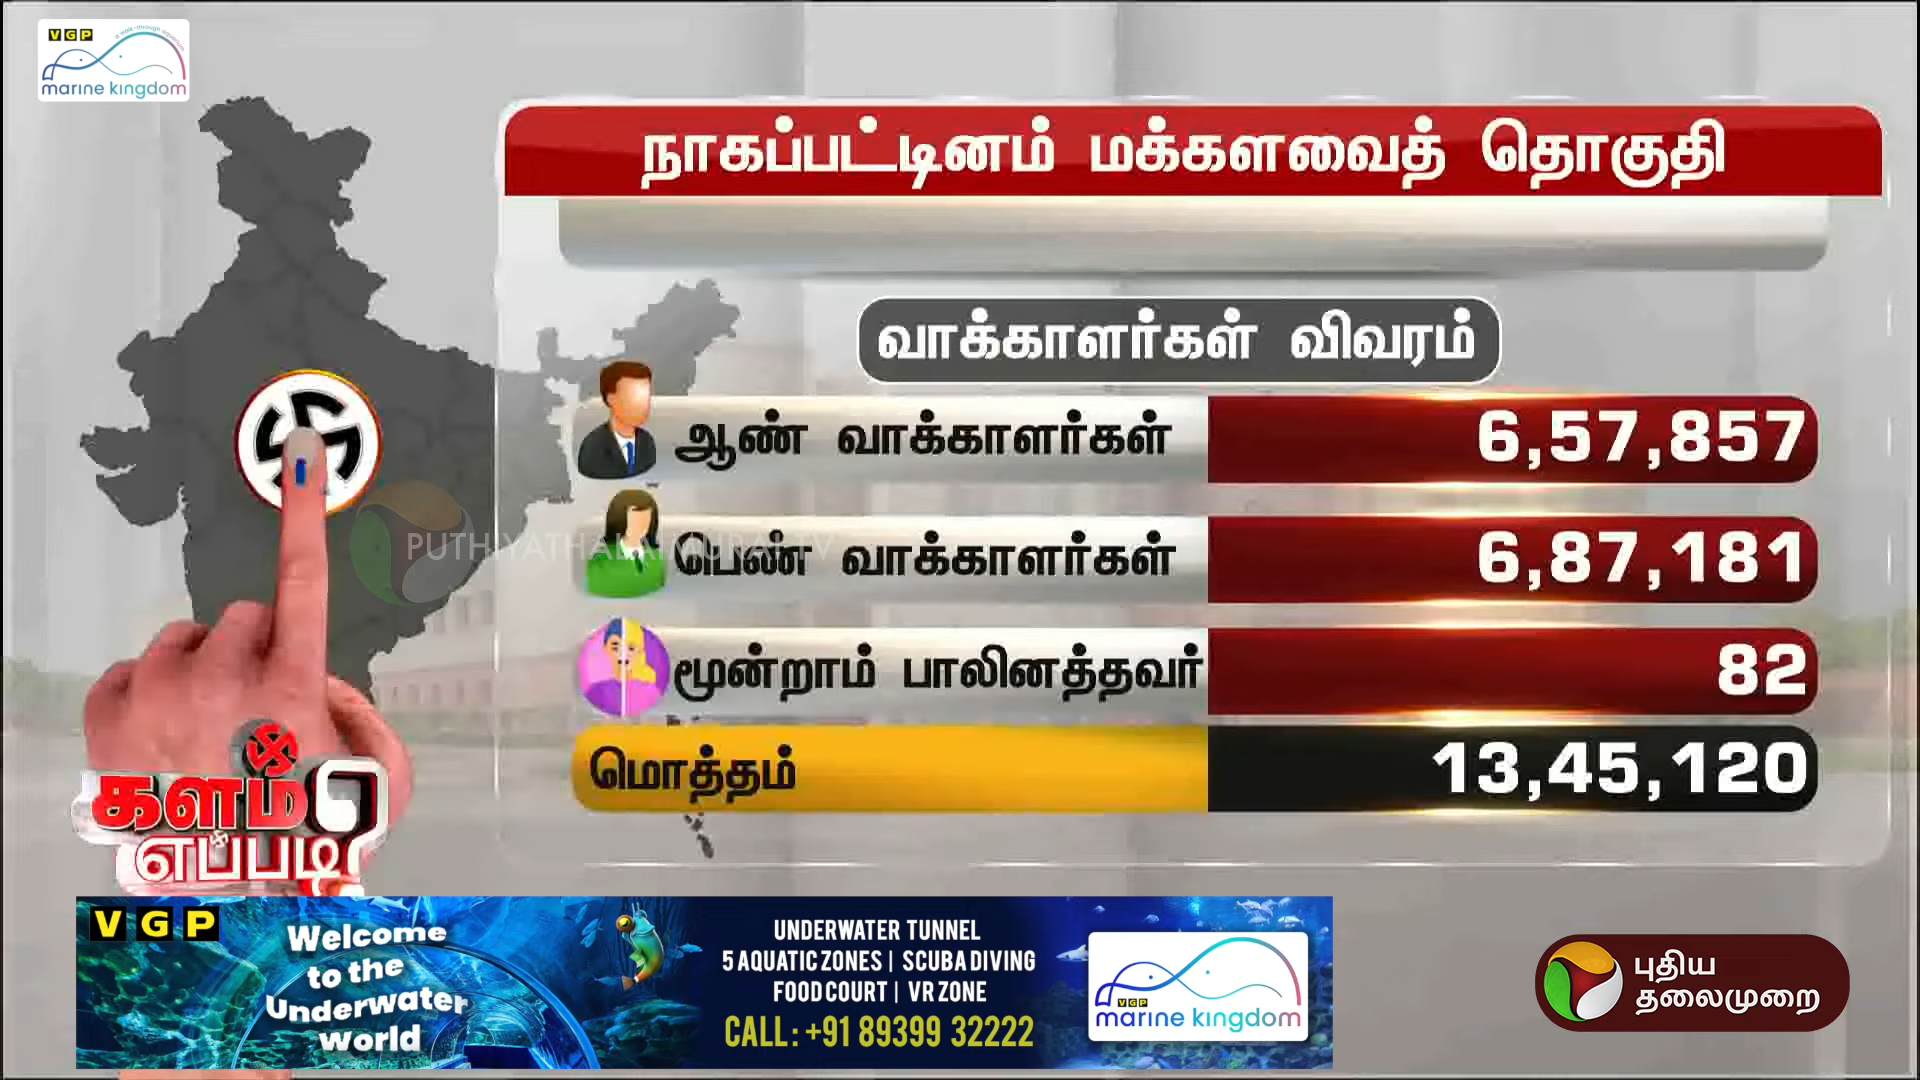 VGP
marine kingdom
நாகப்பட்டினம் மக்களவைத் தொகுதி
வாக்காளர்கள் விவரம்
ஆண் வாக்காளர்கள் 6,57,857
PUTHIYATHALAIMURAI TV
பெண் வாக்காளர்கள் 6,87,181
மூன்றாம் பாலினத்தவர் 82
மொத்தம் 13,45,120
களம்
எப்படி?
VGP
Welcome
to the
Underwater
World
UNDERWATER TUNNEL
5 AQUATIC ZONES | SCUBA DIVING
FOOD COURT | VR ZONE
CALL: +91 89399 32222
VGP
marine kingdom
புதிய
தலைமுறை